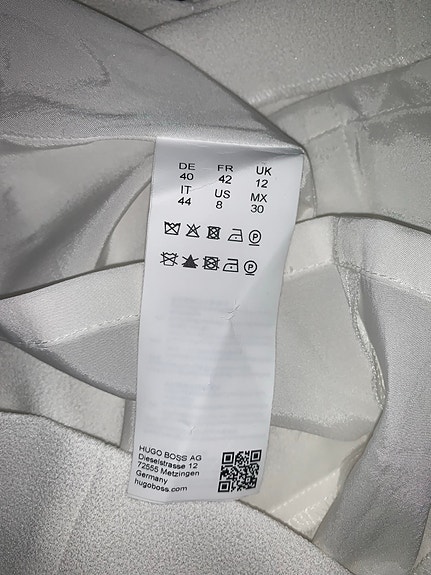 DE FR UK
40 42 12
IT US MX
44 8 30
P
P
HUGO BOSS AG
Dieselstrasse 12
72555 Metzingen
Germany
hugoboss.com